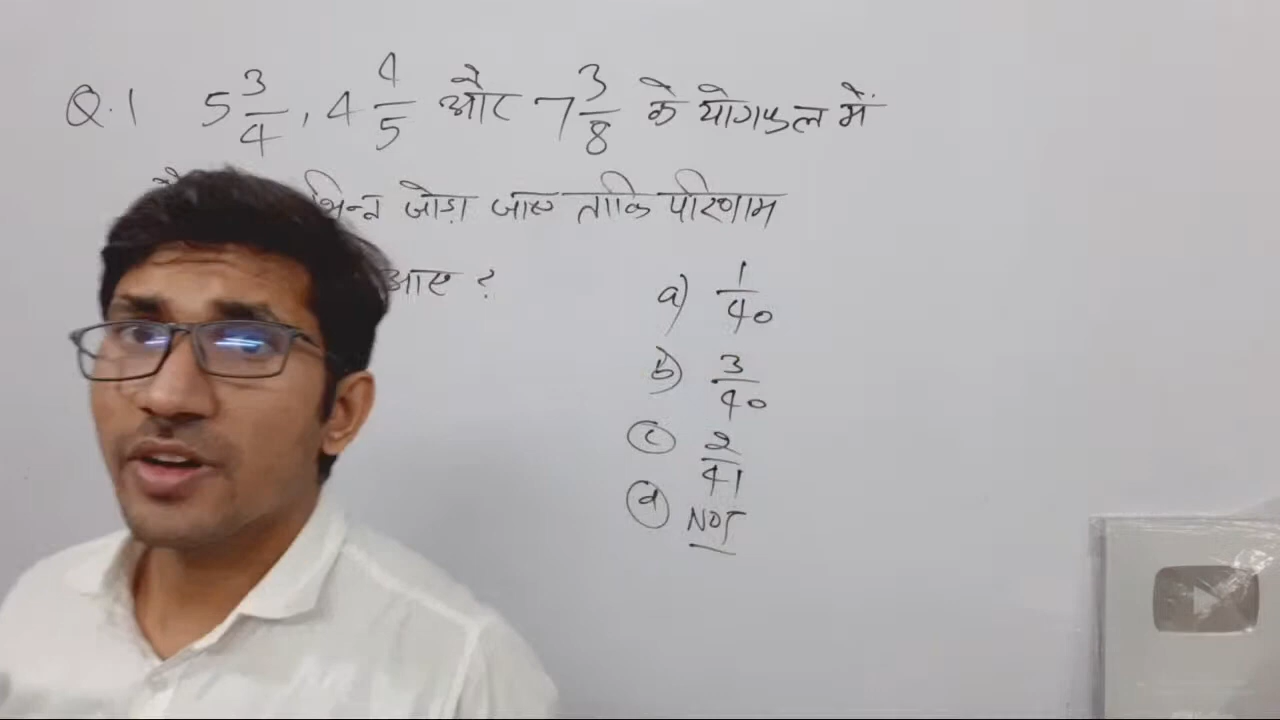 Q.1 5 3/4, 4 4/5 और 7 3/8 के योगफल में
भिन्न जोड़ा जाए ताकि परिणाम
आए ?
a) 1/40
b) 3/40
c) 2/41
d) NOT